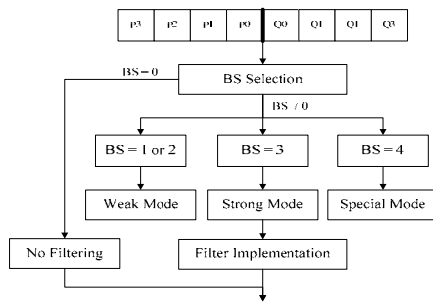 P3 P2 P1 P0 Q0 Q1 Q1 Q3
BS=0
BS Selection
BS ≠ 0
BS = 1 or 2
BS = 3
BS = 4
Weak Mode
Strong Mode
Special Mode
No Filtering
Filter Implementation